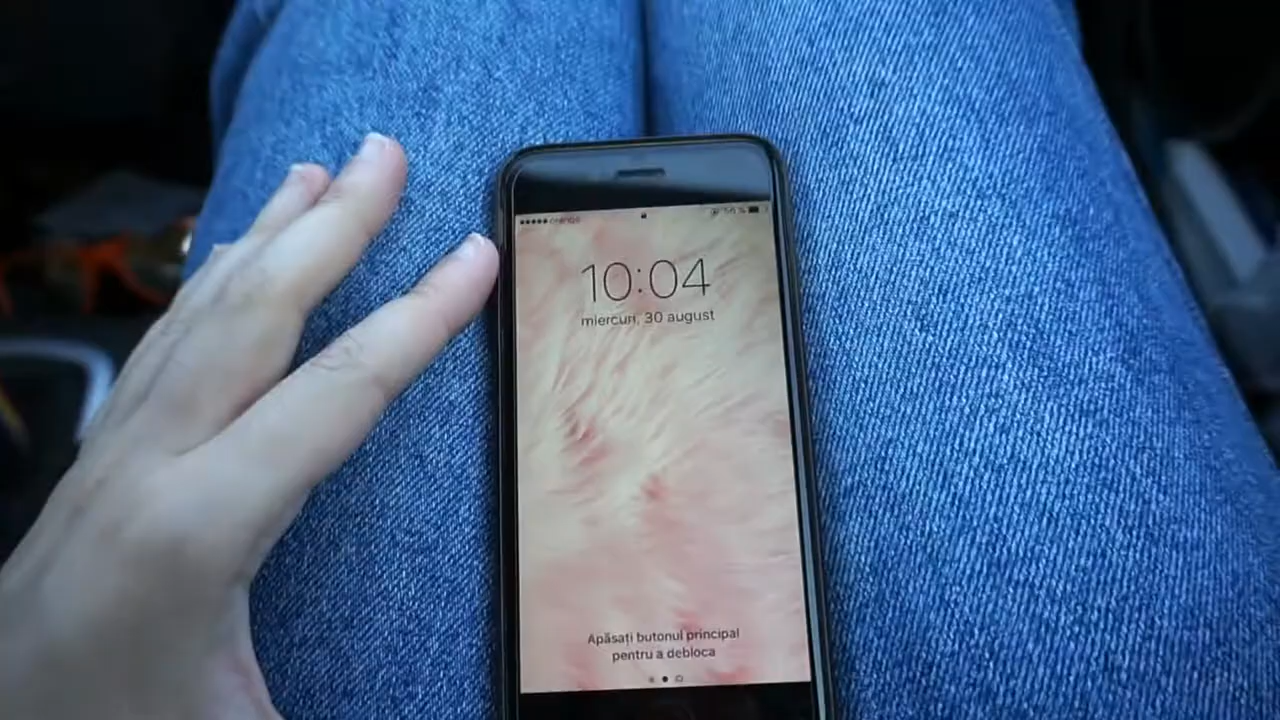 10:04
miercuri, 30 august
Apăsați butonul principal
pentru a debloca